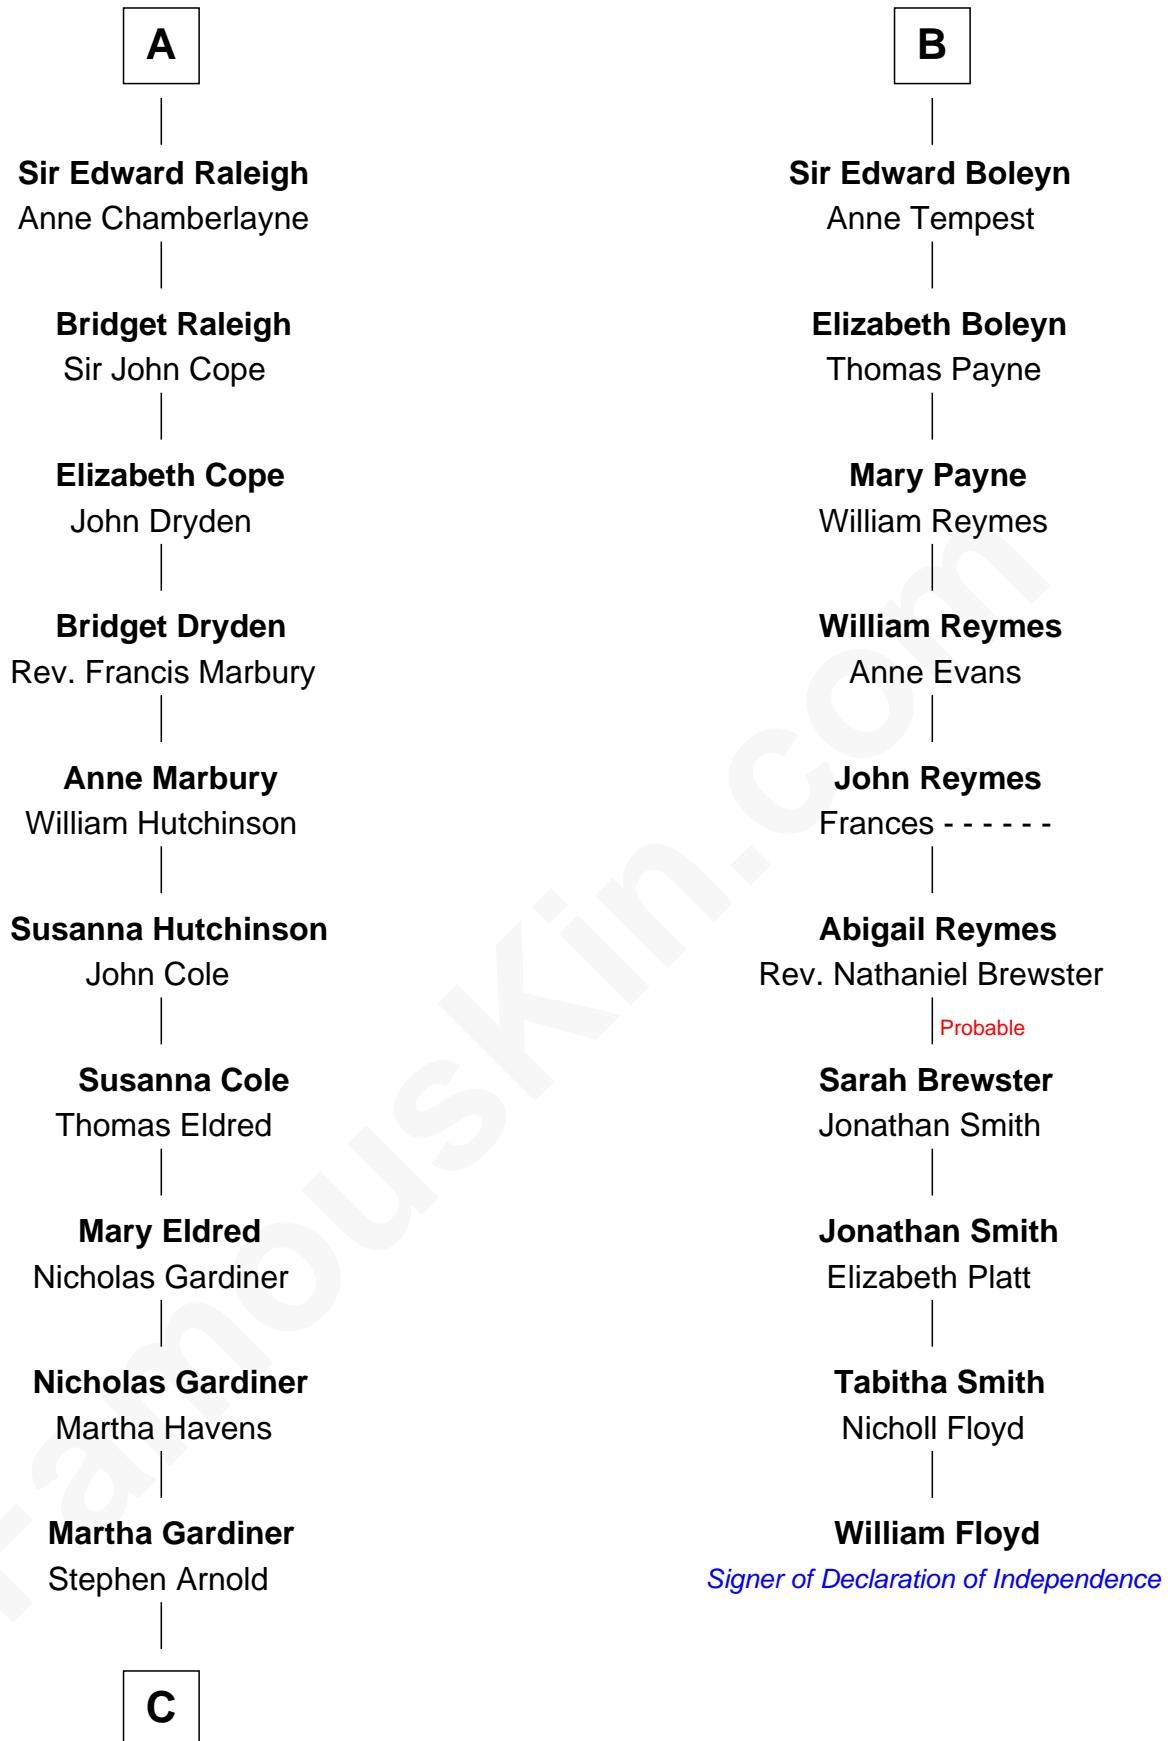 A
Sir Edward Raleigh
Anne Chamberlayne
Bridget Raleigh
Sir John Cope
Elizabeth Cope
John Dryden
Bridget Dryden
Rev. Francis Marbury
Anne Marbury
William Hutchinson
Susanna Hutchinson
John Cole
Susanna Cole
Thomas Eldred
Mary Eldred
Nicholas Gardiner
Nicholas Gardiner
Martha Havens
Martha Gardiner
Stephen Arnold
C
B
Sir Edward Boleyn
Anne Tempest
Elizabeth Boleyn
Thomas Payne
Mary Payne
William Reymes
William Reymes
Anne Evans
John Reymes
Frances - - - - - -
Abigail Reymes
Rev. Nathaniel Brewster
Probable
Sarah Brewster
Jonathan Smith
Jonathan Smith
Elizabeth Platt
Tabitha Smith
Nicholl Floyd
William Floyd
Signer of Declaration of Independence
FamousKin.com